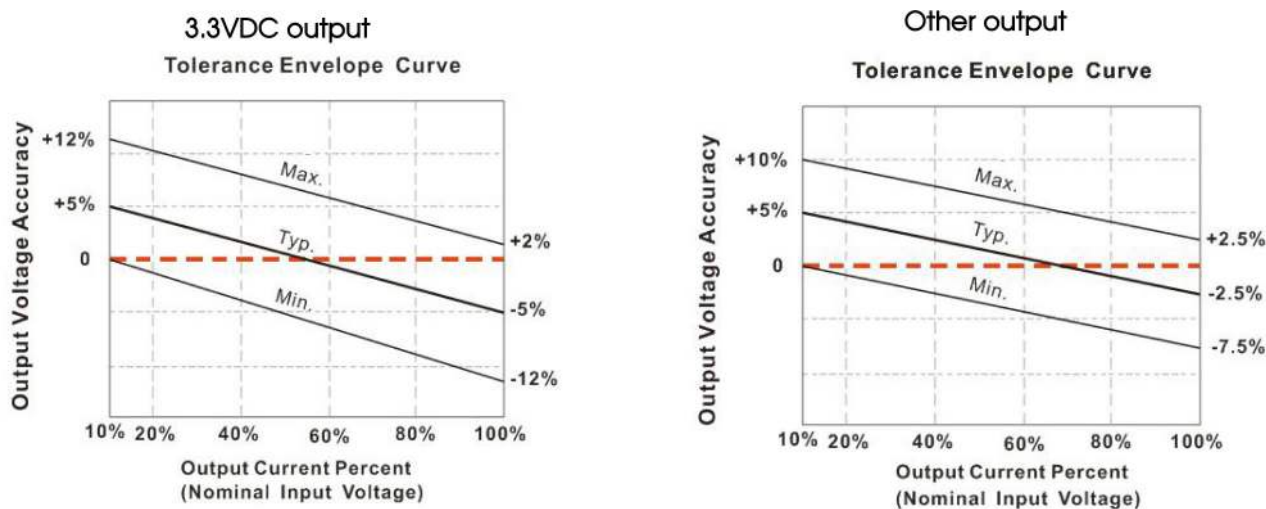 3.3VDC output
Tolerance Envelope Curve
Output Voltage Accuracy
+12%
+5%
0
Max.
Typ.
Min.
+2%
-5%
-12%
10% 20% 40% 60% 80% 100%
Output Current Percent
(Nominal Input Voltage)
Other output
Tolerance Envelope Curve
Output Voltage Accuracy
+10%
+5%
0
Max.
Typ.
Min.
+2.5%
-2.5%
-7.5%
10% 20% 40% 60% 80% 100%
Output Current Percent
(Nominal Input Voltage)